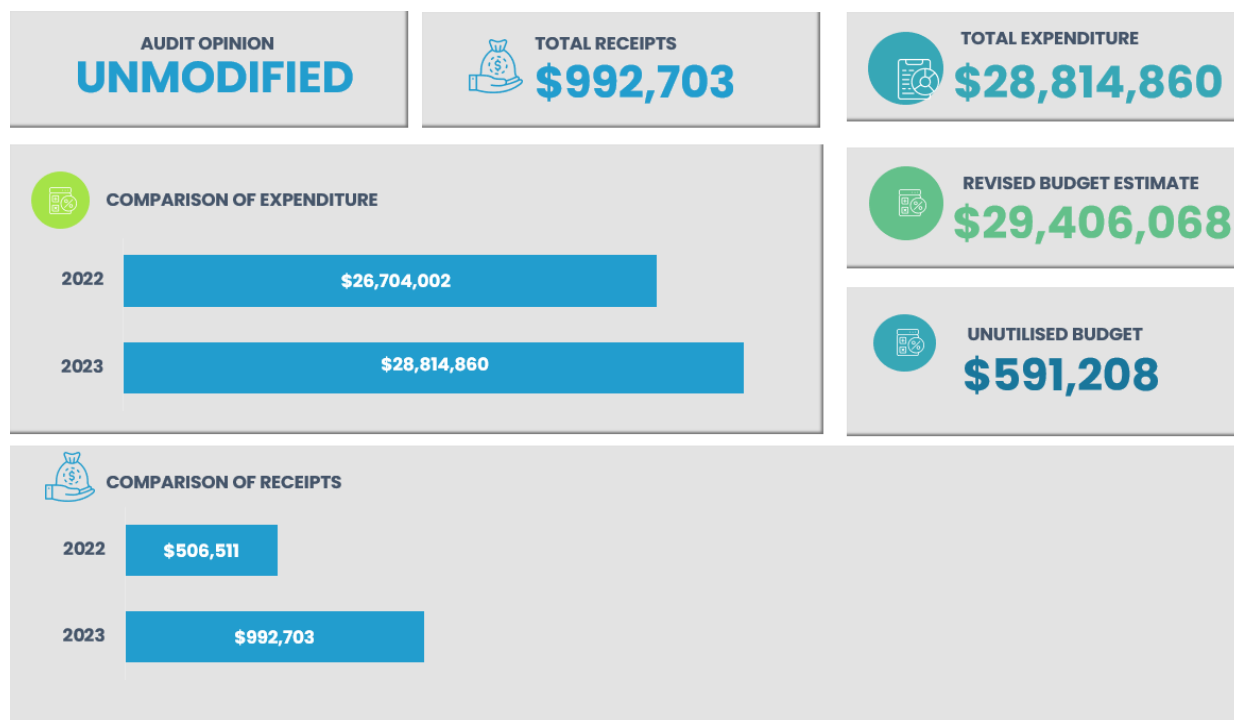 AUDIT OPINION
UNMODIFIED
TOTAL RECEIPTS
$992,703
TOTAL EXPENDITURE
$28,814,860
COMPARISON OF EXPENDITURE
2022
$26,704,002
2023
$28,814,860
REVISED BUDGET ESTIMATE
$29,406,068
UNUTILISED BUDGET
$591,208
COMPARISON OF RECEIPTS
2022
$506,511
2023
$992,703